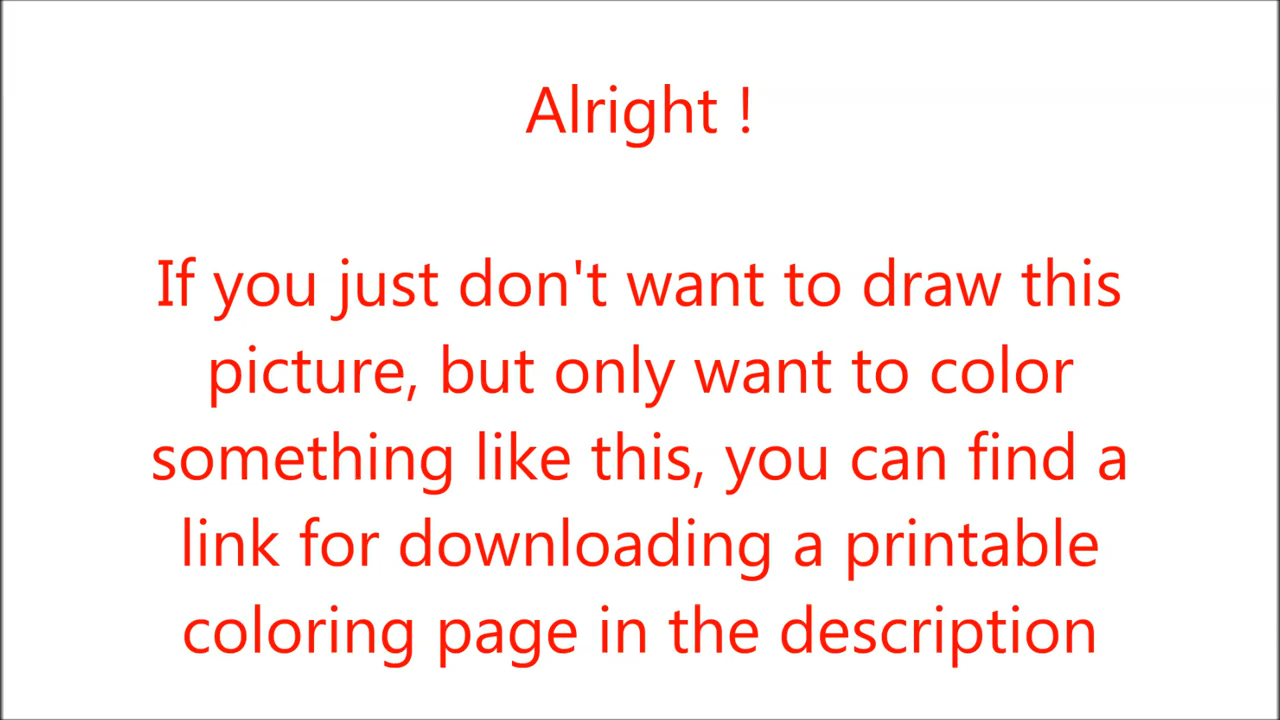 Alright !
If you just don't want to draw this
picture, but only want to color
something like this, you can find a
link for downloading a printable
coloring page in the description